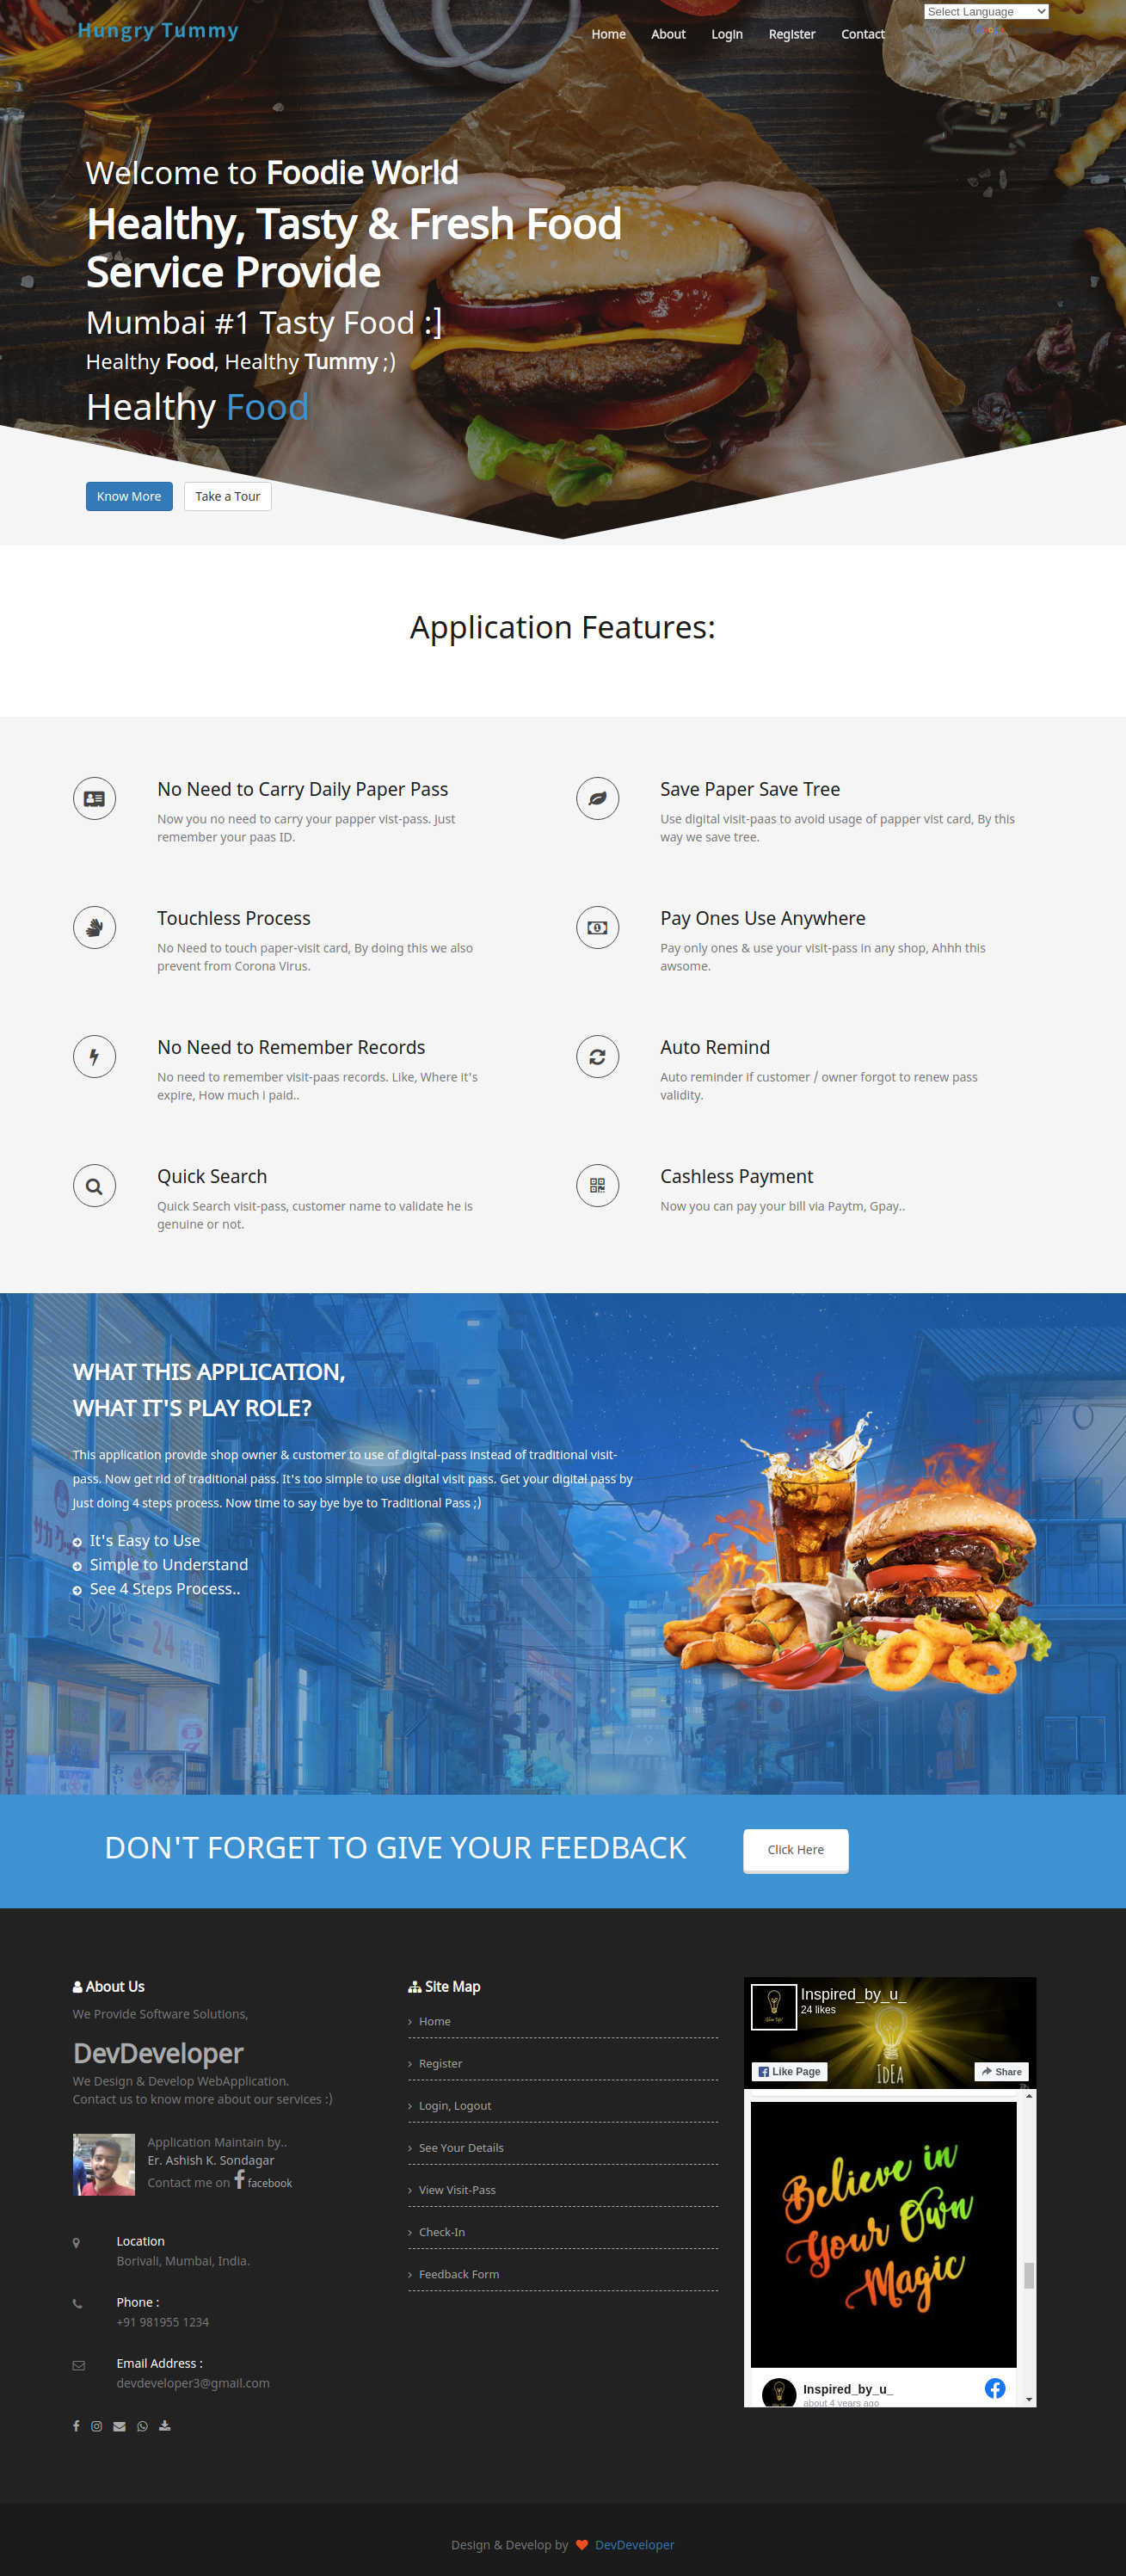 Hungry Tummy
Home About Login Register Contact
Select Language
Welcome to Foodie World
Healthy, Tasty & Fresh Food
Service Provide
Mumbai #1 Tasty Food :]
Healthy Food, Healthy Tummy ;)
Healthy Food
Know More
Take a Tour
Application Features:
No Need to Carry Daily Paper Pass
Now you no need to carry your papper vist-pass. Just
remember your paas ID.
Save Paper Save Tree
Use digital visit-paas to avoid usage of papper vist card, By this
way we save tree.
Touchless Process
No Need to touch paper-visit card, By doing this we also
prevent from Corona Virus.
Pay Ones Use Anywhere
Pay only ones & use your visit-pass in any shop, Ahhh this
awsome.
No Need to Remember Records
No need to remember visit-paas records. Like, Where it's
expire, How much i paid..
Auto Remind
Auto reminder if customer / owner forgot to renew pass
validity.
Quick Search
Quick Search visit-pass, customer name to validate he is
genuine or not.
Cashless Payment
Now you can pay your bill via Paytm, Gpay..
WHAT THIS APPLICATION,
WHAT IT'S PLAY ROLE?
This application provide shop owner & customer to use of digital-pass instead of traditional visit-
pass. Now get rid of traditional pass. It's too simple to use digital visit pass. Get your digital pass by
Just doing 4 steps process. Now time to say bye bye to Traditional Pass ;)
It's Easy to Use
Simple to Understand
See 4 Steps Process..
コンビニ 24時間
DON'T FORGET TO GIVE YOUR FEEDBACK
Click Here
About Us
We Provide Software Solutions,
DevDeveloper
We Design & Develop WebApplication.
Contact us to know more about our services :)
Application Maintain by..
Er. Ashish K. Sondagar
Contact me on facebook
Location
Borivali, Mumbai, India.
Phone :
+91 981955 1234
Email Address :
devdeveloper3@gmail.com
Site Map
Home
Register
Login, Logout
See Your Details
View Visit-Pass
Check-In
Feedback Form
Inspired_by_u_
24 likes
IDEA
Like Page
Share
Believe in
Your Own
Magic
Inspired_by_u_
about 4 years ago
Design & Develop by DevDeveloper